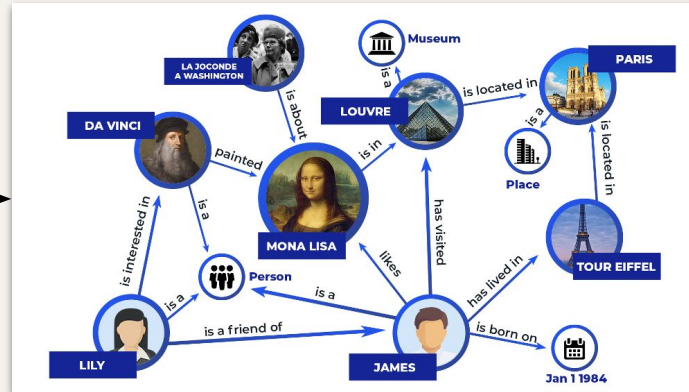 LA JOCONDE
A WASHINGTON
Museum
PARIS
is a
is located in
LOUVRE
is about
DA VINCI
is a
is located in
painted
is in
Place
is interested in
is a
has visited
MONA LISA
likes
has lived in
TOUR EIFFEL
Person
is a
is a
is a friend of
is born on
LILY
JAMES
Jan 1 1984